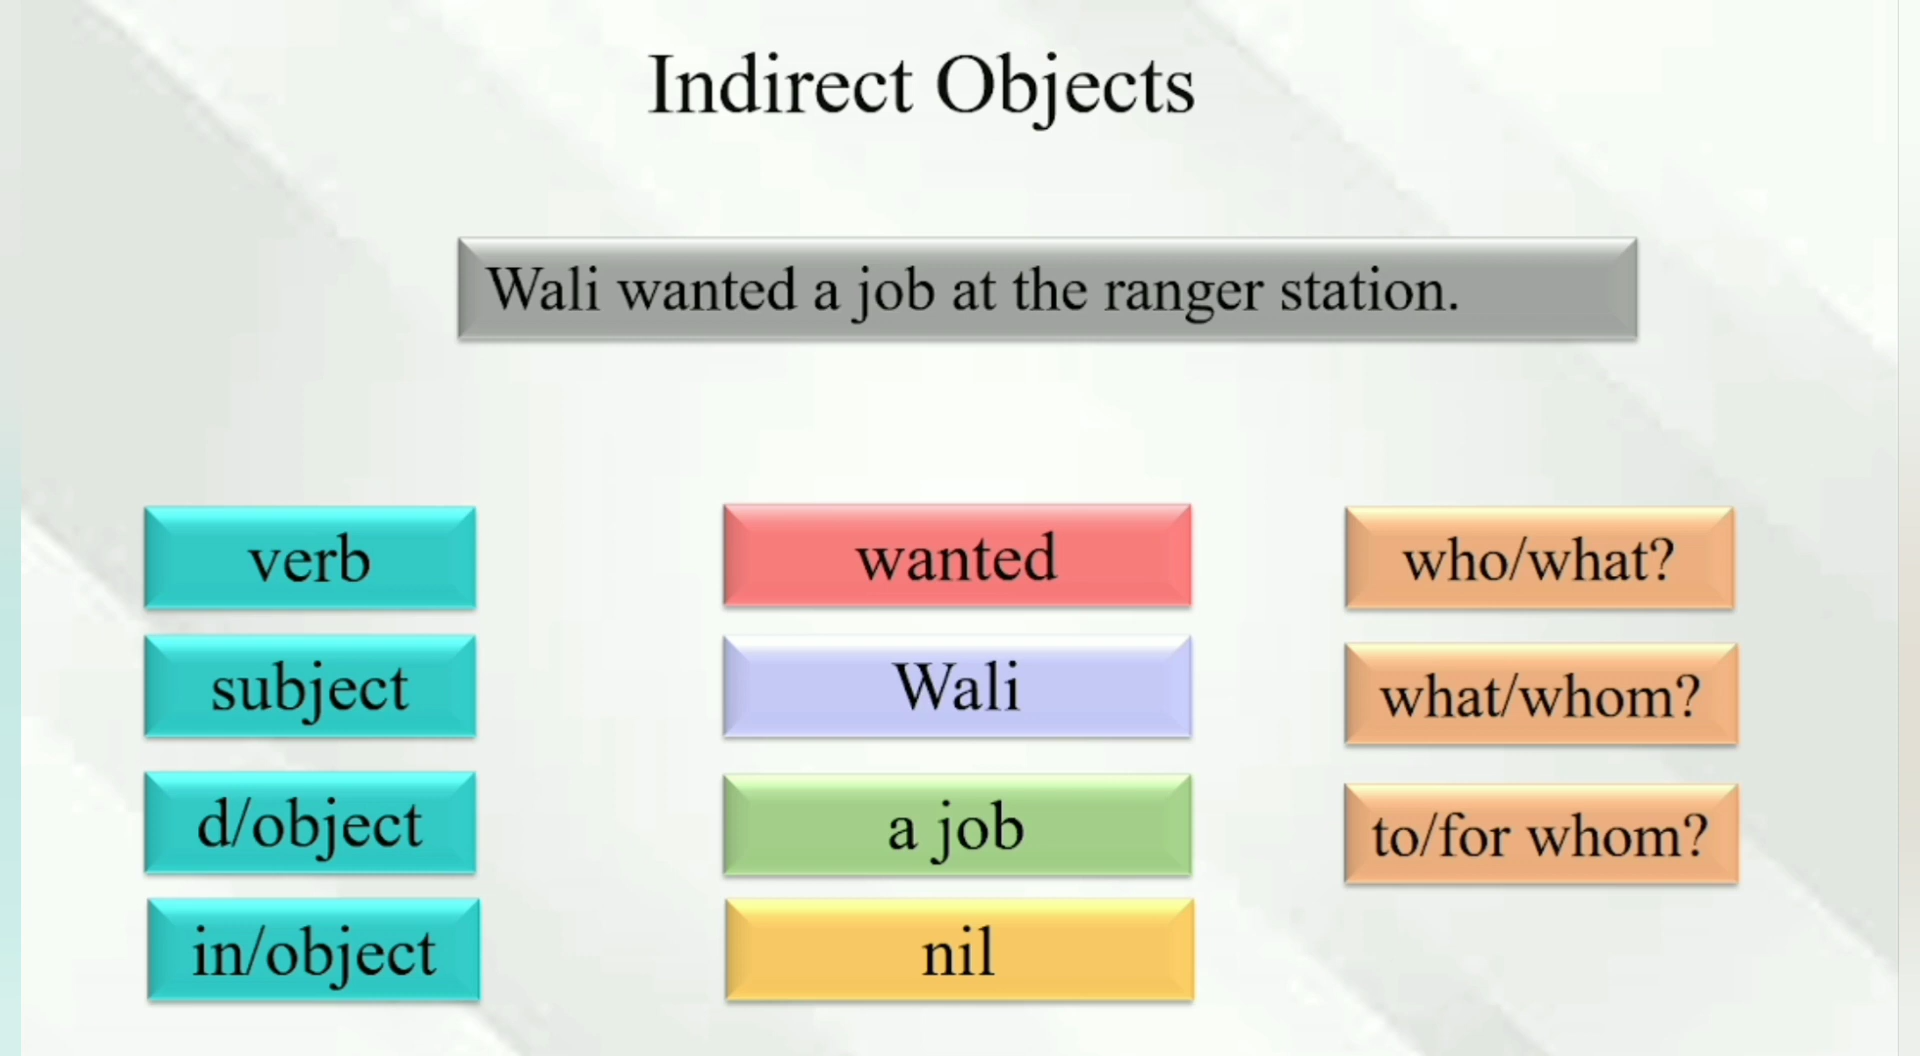 Indirect Objects
Wali wanted a job at the ranger station.
verb
wanted
who/what?
subject
Wali
what/whom?
d/object
a job
to/for whom?
in/object
nil